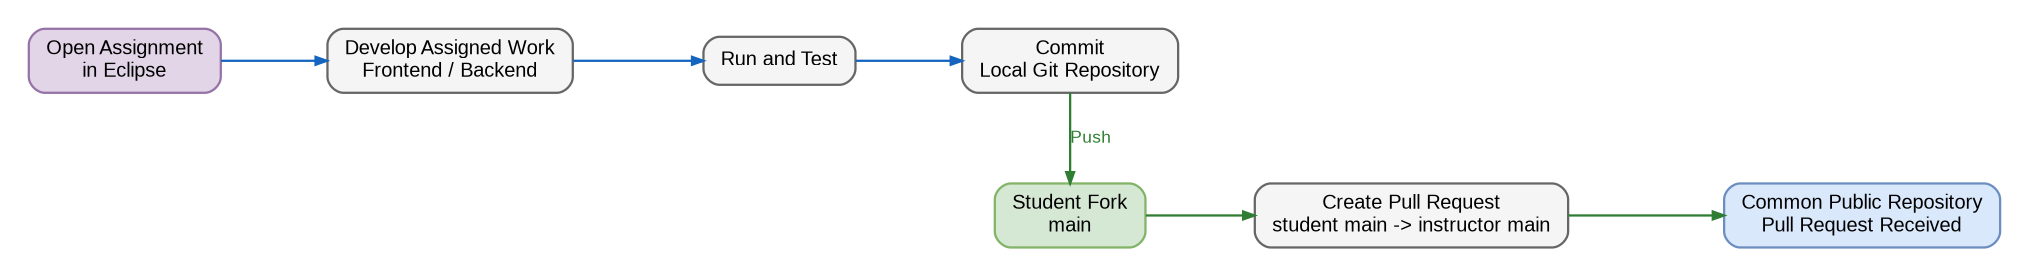 Open Assignment
in Eclipse
Develop Assigned Work
Frontend / Backend
Run and Test
Commit
Local Git Repository
Push
Student Fork
main
Create Pull Request
student main -> instructor main
Common Public Repository
Pull Request Received